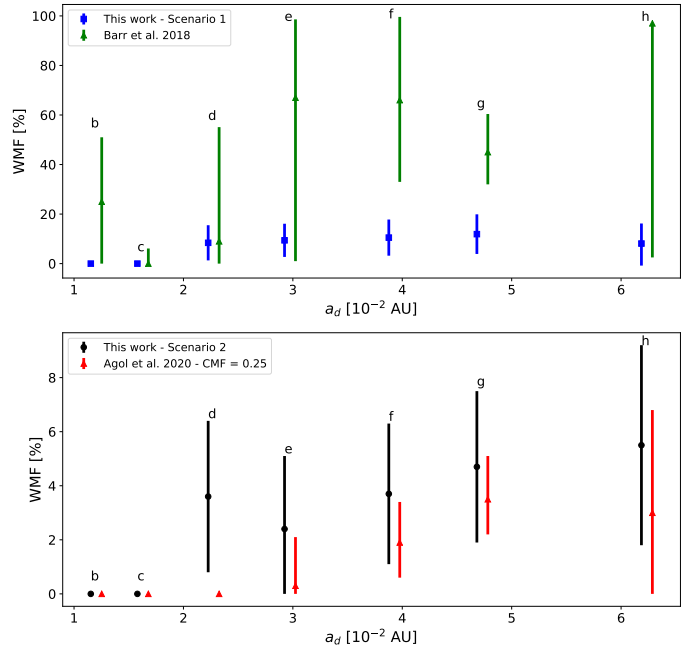 100
80
60
40
20
0
WMF [%]
This work - Scenario 1
Barr et al. 2018
b
c
d
e
f
g
h
1
2
3
4
5
6
a_d [10⁻² AU]
8
6
4
2
0
WMF [%]
This work - Scenario 2
Agol et al. 2020 - CMF = 0.25
b
c
d
e
f
g
h
1
2
3
4
5
6
a_d [10⁻² AU]